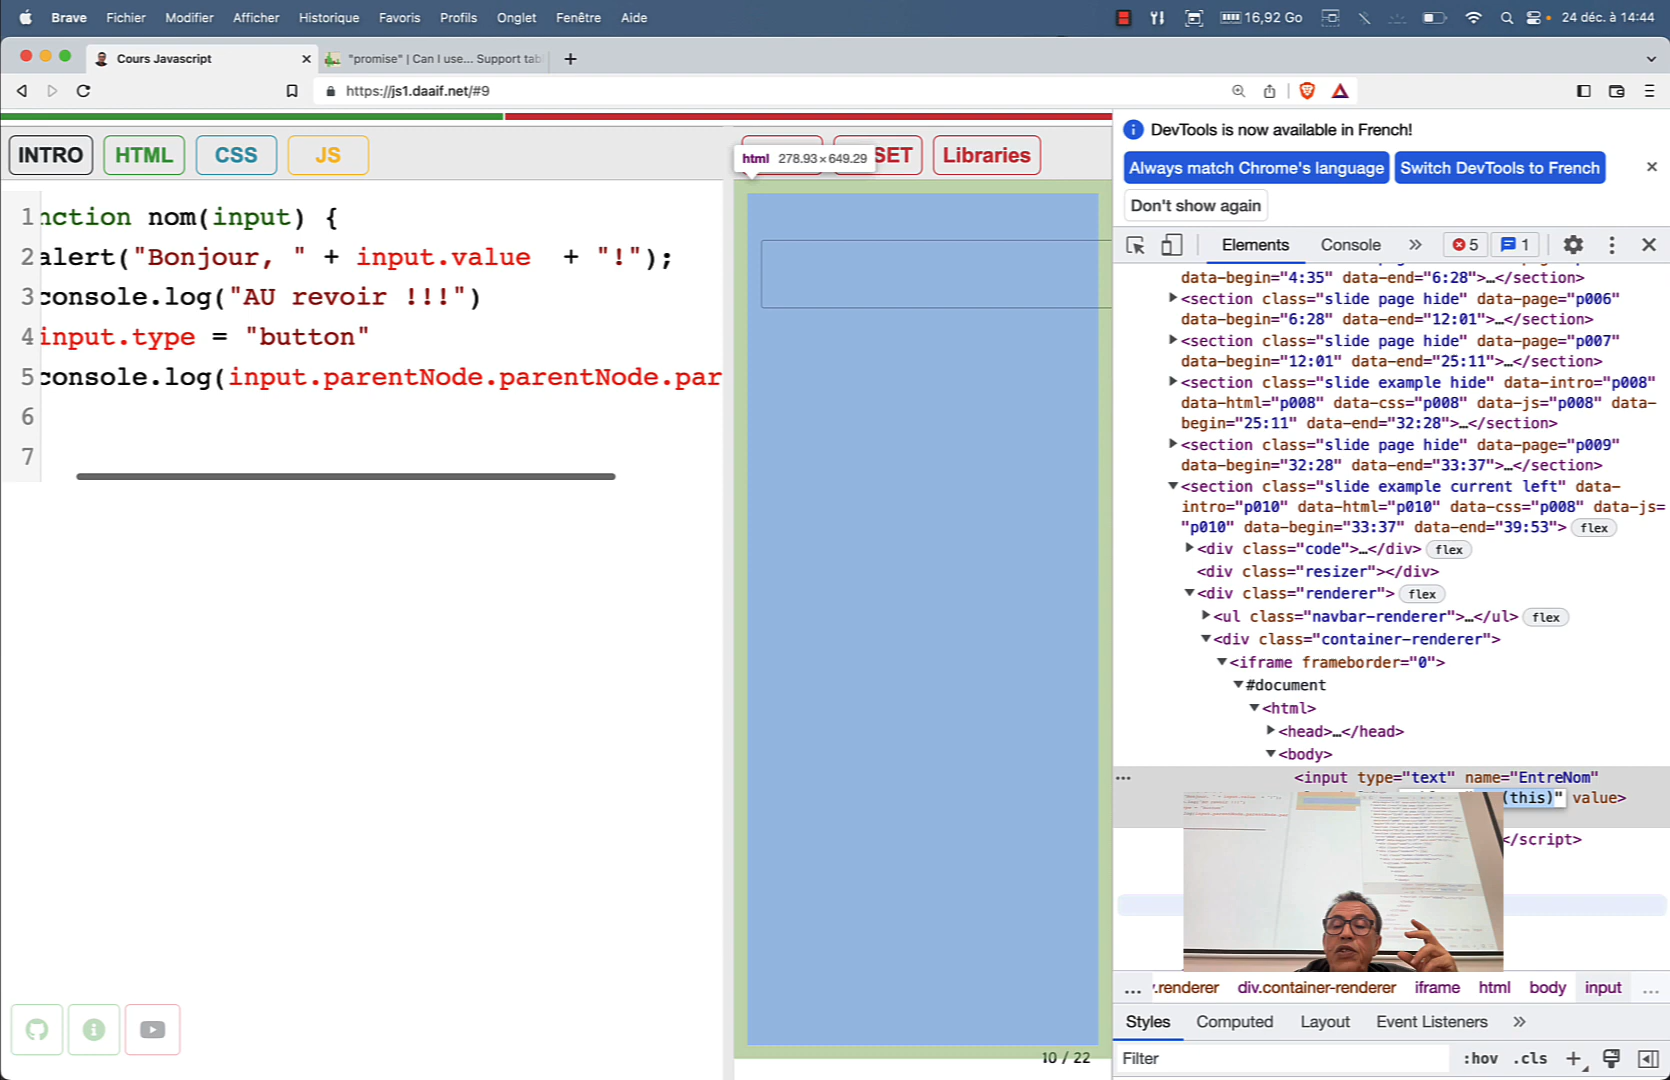 Brave Fichier Modifier Afficher Historique Favoris Profils Onglet Fenêtre Aide 16,92 Go 24 déc. à 14:44
Cours Javascript "promise" | Can I use... Support tab
https://js1.daaif.net/#9
INTRO HTML CSS JS SET Libraries
html 278.93×649.29
1 nction nom(input) {
2 alert("Bonjour, " + input.value + "!");
3 console.log("AU revoir !!!")
4 input.type = "button"
5 console.log(input.parentNode.parentNode.par
6
7
10 / 22
DevTools is now available in French!
Always match Chrome's language Switch DevTools to French
Don't show again
Elements Console » 5 1
data-begin="4:35" data-end="6:28">…</section>
<section class="slide page hide" data-page="p006"
data-begin="6:28" data-end="12:01">…</section>
<section class="slide page hide" data-page="p007"
data-begin="12:01" data-end="25:11">…</section>
<section class="slide example hide" data-intro="p008"
data-html="p008" data-css="p008" data-js="p008" data-
begin="25:11" data-end="32:28">…</section>
<section class="slide page hide" data-page="p009"
data-begin="32:28" data-end="33:37">…</section>
<section class="slide example current left" data-
intro="p010" data-html="p010" data-css="p008" data-js=
"p010" data-begin="33:37" data-end="39:53"> flex
<div class="code">…</div> flex
<div class="resizer"></div>
<div class="renderer"> flex
<ul class="navbar-renderer">…</ul> flex
<div class="container-renderer">
<iframe frameborder="0">
#document
<html>
<head>…</head>
<body>
<input type="text" name="EntreNom"
(this)" value>
</script>
… v.renderer div.container-renderer iframe html body input …
Styles Computed Layout Event Listeners »
Filter :hov .cls +